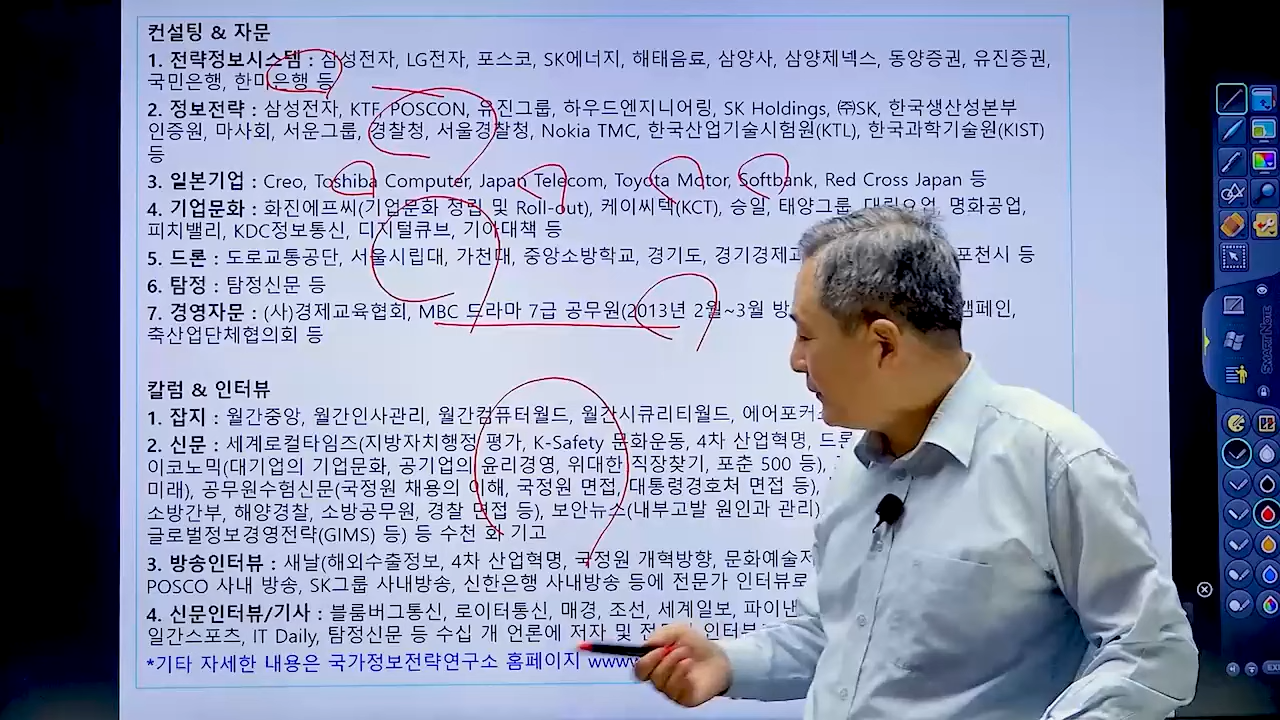 컨설팅 & 자문
1. 전략정보시스템 : 삼성전자, LG전자, 포스코, SK에너지, 해태음료, 삼양사, 삼양제넥스, 동양증권, 유진증권,
국민은행, 한미은행 등
2. 정보전략 : 삼성전자, KTF, POSCON, 유진그룹, 하우드엔지니어링, SK Holdings, ㈜SK, 한국생산성본부
인증원, 마사회, 서운그룹, 경찰청, 서울경찰청, Nokia TMC, 한국산업기술시험원(KTL), 한국과학기술원(KIST)
등
3. 일본기업 : Creo, Toshiba Computer, Japan Telecom, Toyota Motor, Softbank, Red Cross Japan 등
4. 기업문화 : 화진에프씨(기업문화 정립 및 Roll-out), 케이씨텍(KCT), 승일, 태양그룹, 명화공업,
피치밸리, KDC정보통신, 디지털큐브, 기아대책 등
5. 드론 : 도로교통공단, 서울시립대, 가천대, 중앙소방학교, 경기도, 포천시 등
6. 탐정 : 탐정신문 등
7. 경영자문 : (사)경제교육협회, MBC 드라마 7급 공무원(2013년 2월~3월 캠페인,
축산업단체협의회 등
칼럼 & 인터뷰
1. 잡지 : 월간중앙, 월간인사관리, 월간컴퓨터월드, 월간시큐리티월드,
2. 신문 : 세계로컬타임즈(지방자치행정 평가, K-Safety 문화운동, 4차 산업혁명,
이코노믹(대기업의 기업문화, 공기업의 윤리경영, 위대한 직장찾기, 포춘 500 등),
미래), 공무원수험신문(국정원 채용의 이해, 국정원 면접, 대통령경호처 면접 등),
소방간부, 해양경찰, 소방공무원, 경찰 면접 등), 보안뉴스(내부고발 원인과 관리)
글로벌정보경영전략(GIMS) 등) 등 수천 회 기고
3. 방송인터뷰 : 새날(해외수출정보, 4차 산업혁명, 국정원 개혁방향,
POSCO 사내 방송, SK그룹 사내방송, 신한은행 사내방송 등에 전문가 인터뷰로
4. 신문인터뷰/기사 : 블룸버그통신, 로이터통신, 매경, 조선, 세계일보,
일간스포츠, IT Daily, 탐정신문 등 수십 개 언론에 저자 및
*기타 자세한 내용은 국가정보전략연구소 홈페이지
SMART NOTE